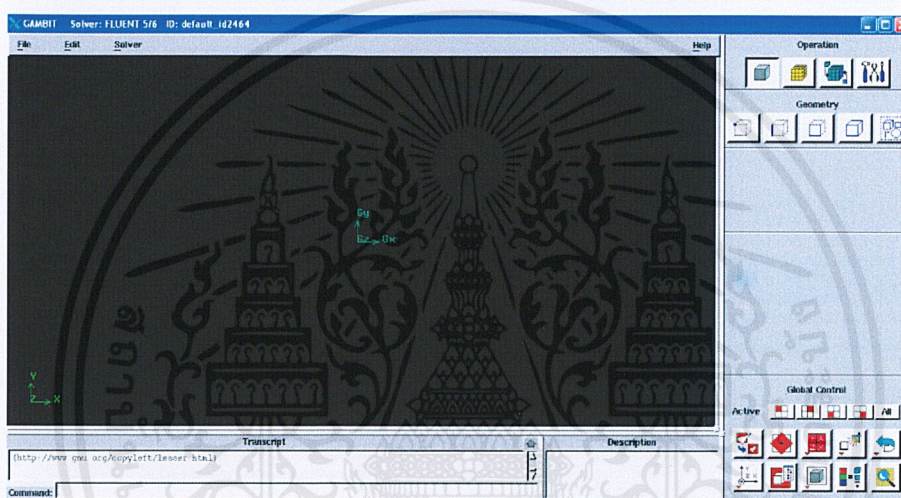 GAMBIT Solver: FLUENT 5/6 ID: default_id2464
File Edit Solver Help
Operation
Geometry
Gy
Gz Gx
Y
Z X
Global Control
Active All
Transcript
Description
(http://www.gnu.org/copyleft/lesser.html)
Command: